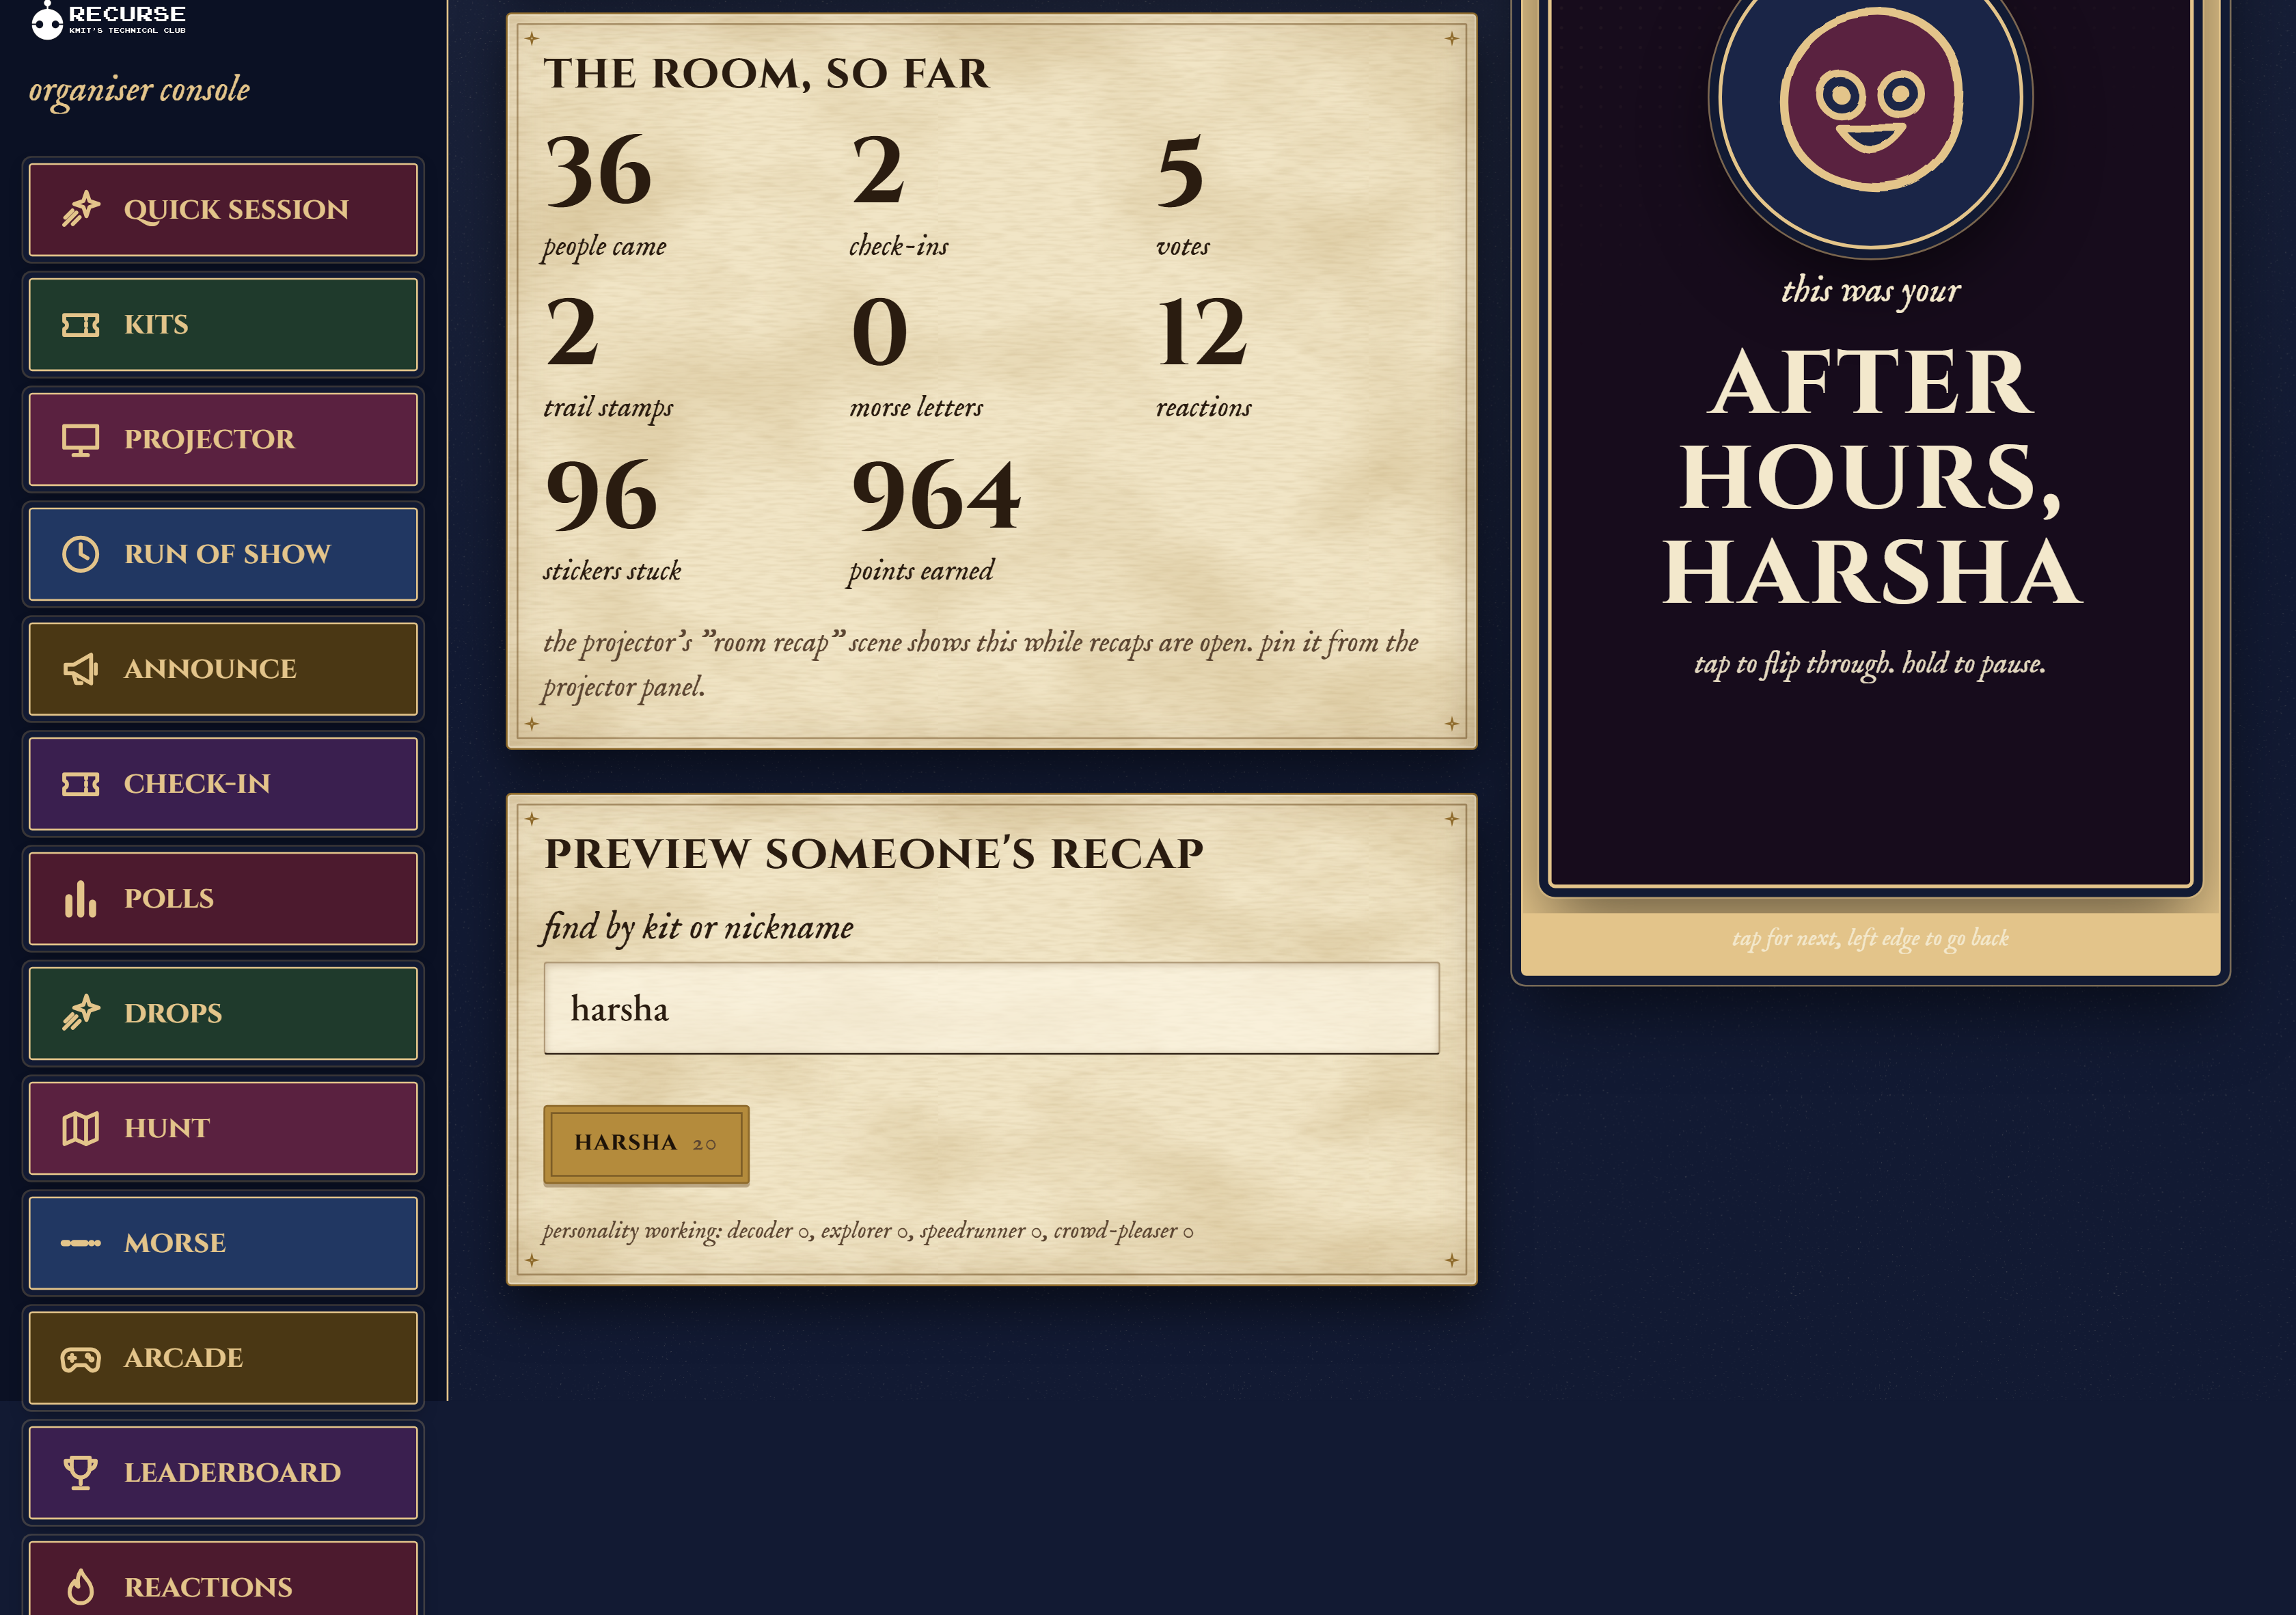 RECURSE
KMIT'S TECHNICAL CLUB
organiser console
QUICK SESSION
KITS
PROJECTOR
RUN OF SHOW
ANNOUNCE
CHECK-IN
POLLS
DROPS
HUNT
MORSE
ARCADE
LEADERBOARD
REACTIONS
THE ROOM, SO FAR
36 2 5
people came check-ins votes
2 0 12
trail stamps morse letters reactions
96 964
stickers stuck points earned
the projector's "room recap" scene shows this while recaps are open. pin it from the
projector panel.
PREVIEW SOMEONE'S RECAP
find by kit or nickname
harsha
HARSHA 20
personality working: decoder 0, explorer 0, speedrunner 0, crowd-pleaser 0
this was your
AFTER
HOURS,
HARSHA
tap to flip through. hold to pause.
tap for next, left edge to go back